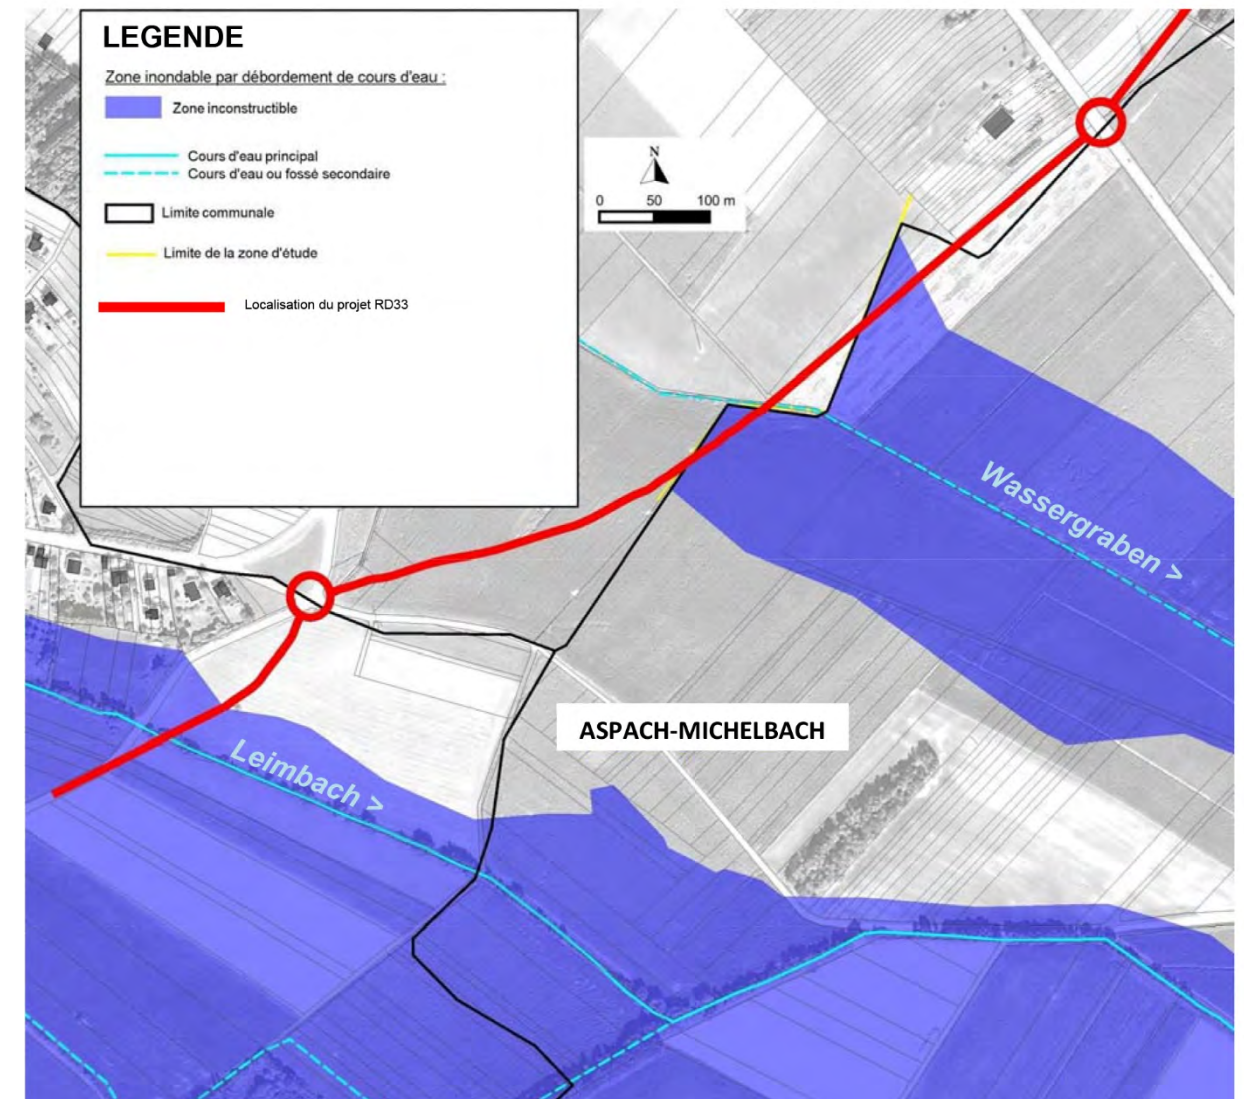 LEGENDE
Zone inondable par débordement de cours d'eau :
Zone inconstructible
Cours d'eau principal
Cours d'eau ou fossé secondaire
Limite communale
Limite de la zone d'étude
Localisation du projet RD33
N
0 50 100 m
Wassergraben >
ASPACH-MICHELBACH
Leimbach >